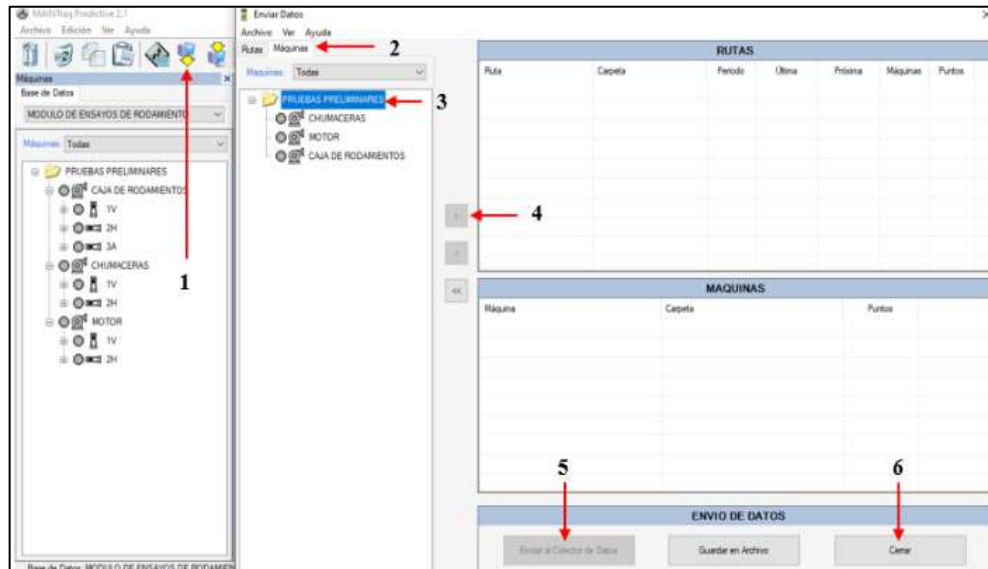 MAINTraq Predictive 2.1
Archivo Edición Ver Ayuda
Máquinas
Base de Datos
MODULO DE ENSAYOS DE RODAMIENTO
Máquinas: Todas
PRUEBAS PRELIMINARES
CAJA DE RODAMIENTOS
1V
2H
3A
CHUMACERAS
1V
2H
MOTOR
1V
2H
1
Base de Datos: MODULO DE ENSAYOS DE RODAMIEN
Enviar Datos
Archivo Ver Ayuda
Rutas Máquinas
2
Máquinas: Todas
PRUEBAS PRELIMINARES
3
CHUMACERAS
MOTOR
CAJA DE RODAMIENTOS
4
<<
RUTAS
Ruta Carpeta Periodo Última Próxima Máquinas Puntos
MAQUINAS
Máquina Carpeta Puntos
5
6
ENVIO DE DATOS
Enviar al Colector de Datos Guardar en Archivo Cerrar